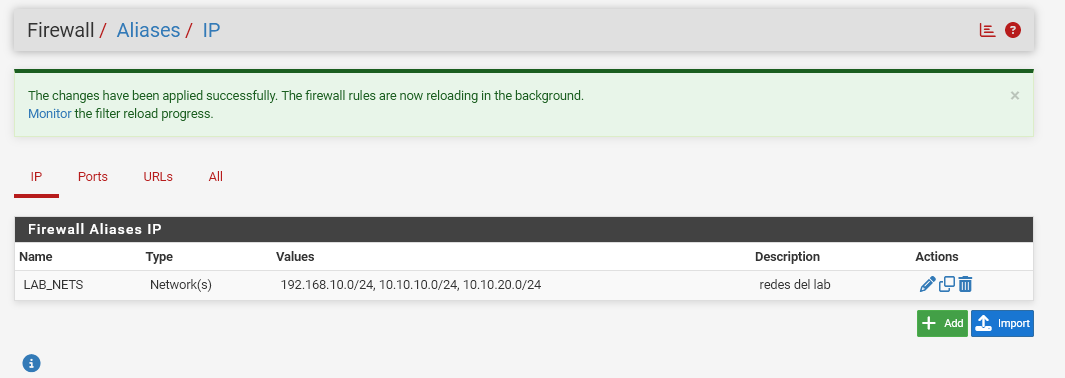 Firewall / Aliases / IP
The changes have been applied successfully. The firewall rules are now reloading in the background.
Monitor the filter reload progress.
IP Ports URLs All
Firewall Aliases IP
Name Type Values Description Actions
LAB_NETS Network(s) 192.168.10.0/24, 10.10.10.0/24, 10.10.20.0/24 redes del lab
Add Import